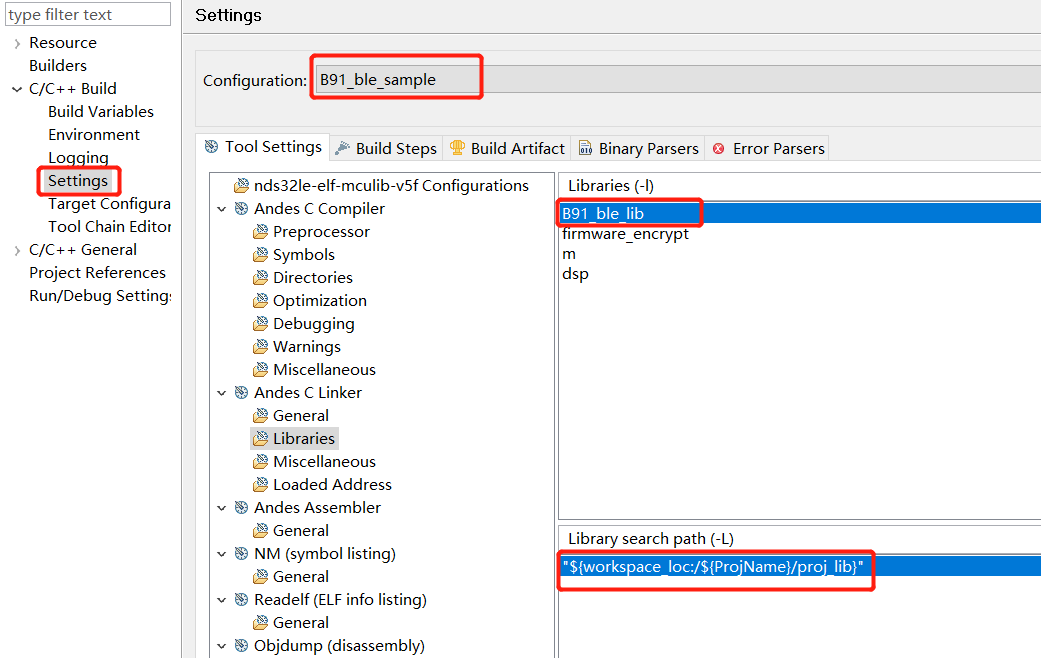 type filter text
Resource
Builders
C/C++ Build
Build Variables
Environment
Logging
Settings
Target Configura
Tool Chain Editor
C/C++ General
Project References
Run/Debug Settings
Settings
Configuration: B91_ble_sample
Tool Settings Build Steps Build Artifact Binary Parsers Error Parsers
nds32le-elf-mculib-v5f Configurations
Andes C Compiler
Preprocessor
Symbols
Directories
Optimization
Debugging
Warnings
Miscellaneous
Andes C Linker
General
Libraries
Miscellaneous
Loaded Address
Andes Assembler
General
NM (symbol listing)
General
Readelf (ELF info listing)
General
Objdump (disassembly)
Libraries (-l)
B91_ble_lib
firmware_encrypt
m
dsp
Library search path (-L)
"${workspace_loc:/${ProjName}/proj_lib}"